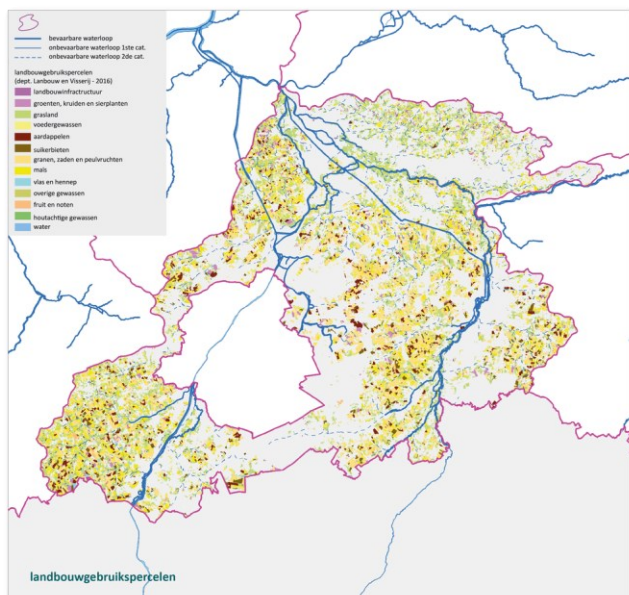 bevaarbare waterloop
onbevaarbare waterloop 1ste cat.
onbevaarbare waterloop 2de cat.
landbouwgebruikspercelen
(dept. Lanbouw en Visserij - 2016)
landbouwinfractructuur
groenten, kruiden en sierplanten
grasland
voedergewassen
aardappelen
suikerbieten
granen, zaden en peulvruchten
maïs
vlas en hennep
overige gewassen
fruit en noten
houtachtige gewassen
water
landbouwgebruikspercelen